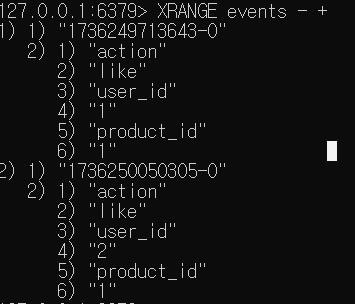 127.0.0.1:6379> XRANGE events - +
1) 1) "1736249713643-0"
2) 1) "action"
2) "like"
3) "user_id"
4) "1"
5) "product_id"
6) "1"
2) 1) "1736250050305-0"
2) 1) "action"
2) "like"
3) "user_id"
4) "2"
5) "product_id"
6) "1"